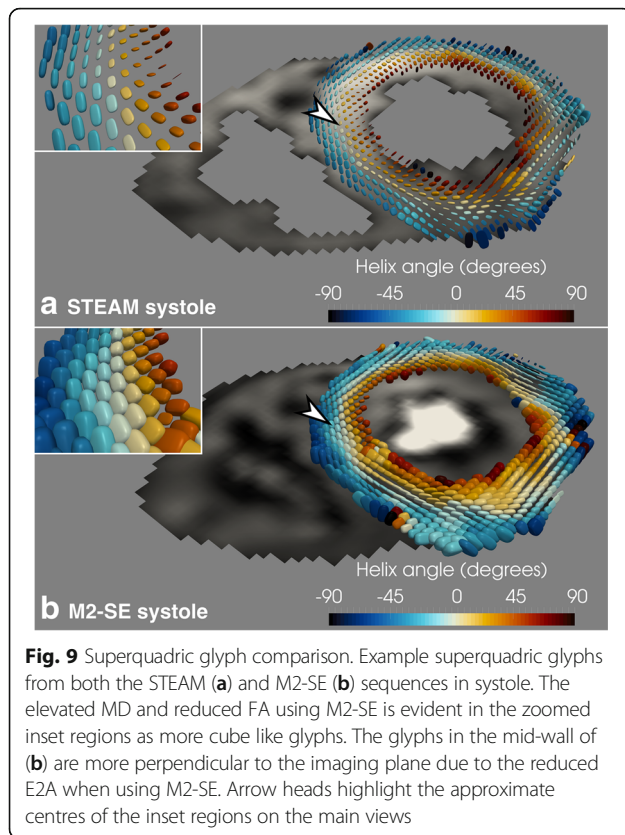 Helix angle (degrees)
-90 -45 0 45 90
a STEAM systole
Helix angle (degrees)
-90 -45 0 45 90
b M2-SE systole
Fig. 9 Superquadric glyph comparison. Example superquadric glyphs
from both the STEAM (a) and M2-SE (b) sequences in systole. The
elevated MD and reduced FA using M2-SE is evident in the zoomed
inset regions as more cube like glyphs. The glyphs in the mid-wall of
(b) are more perpendicular to the imaging plane due to the reduced
E2A when using M2-SE. Arrow heads highlight the approximate
centres of the inset regions on the main views